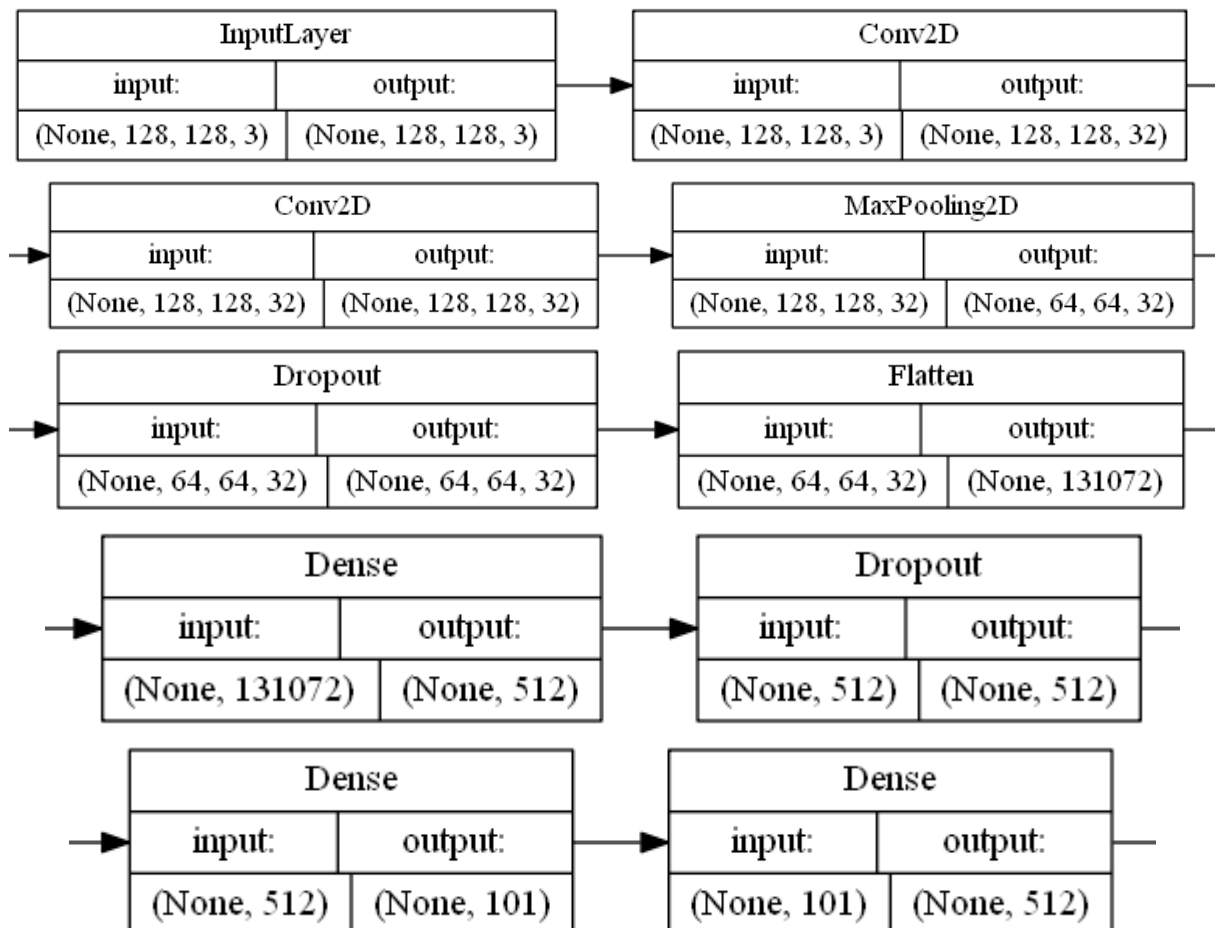 InputLayer Conv2D
input: output: input: output:
(None, 128, 128, 3) (None, 128, 128, 3) (None, 128, 128, 3) (None, 128, 128, 32)
Conv2D MaxPooling2D
input: output: input: output:
(None, 128, 128, 32) (None, 128, 128, 32) (None, 128, 128, 32) (None, 64, 64, 32)
Dropout Flatten
input: output: input: output:
(None, 64, 64, 32) (None, 64, 64, 32) (None, 64, 64, 32) (None, 131072)
Dense Dropout
input: output: input: output:
(None, 131072) (None, 512) (None, 512) (None, 512)
Dense Dense
input: output: input: output:
(None, 512) (None, 101) (None, 101) (None, 512)